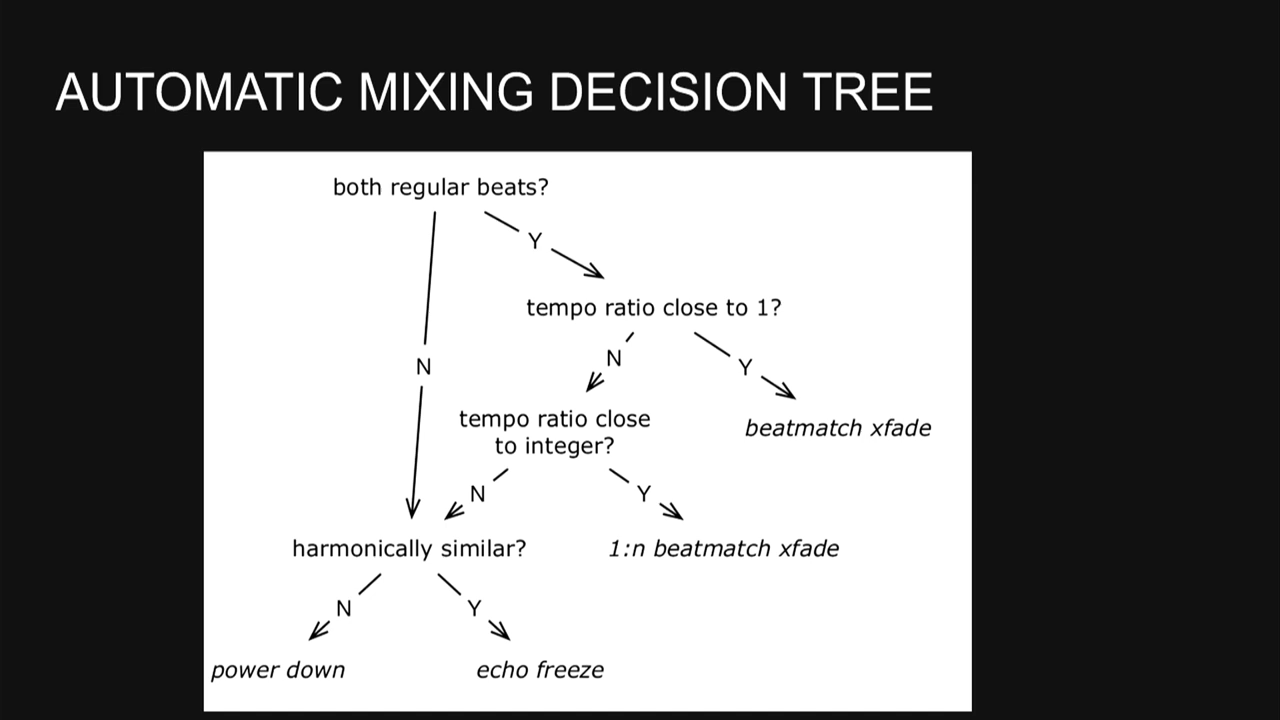 AUTOMATIC MIXING DECISION TREE
both regular beats?
Y
tempo ratio close to 1?
N
N
Y
tempo ratio close
to integer?
beatmatch xfade
N
Y
harmonically similar?
1:n beatmatch xfade
N
Y
power down
echo freeze